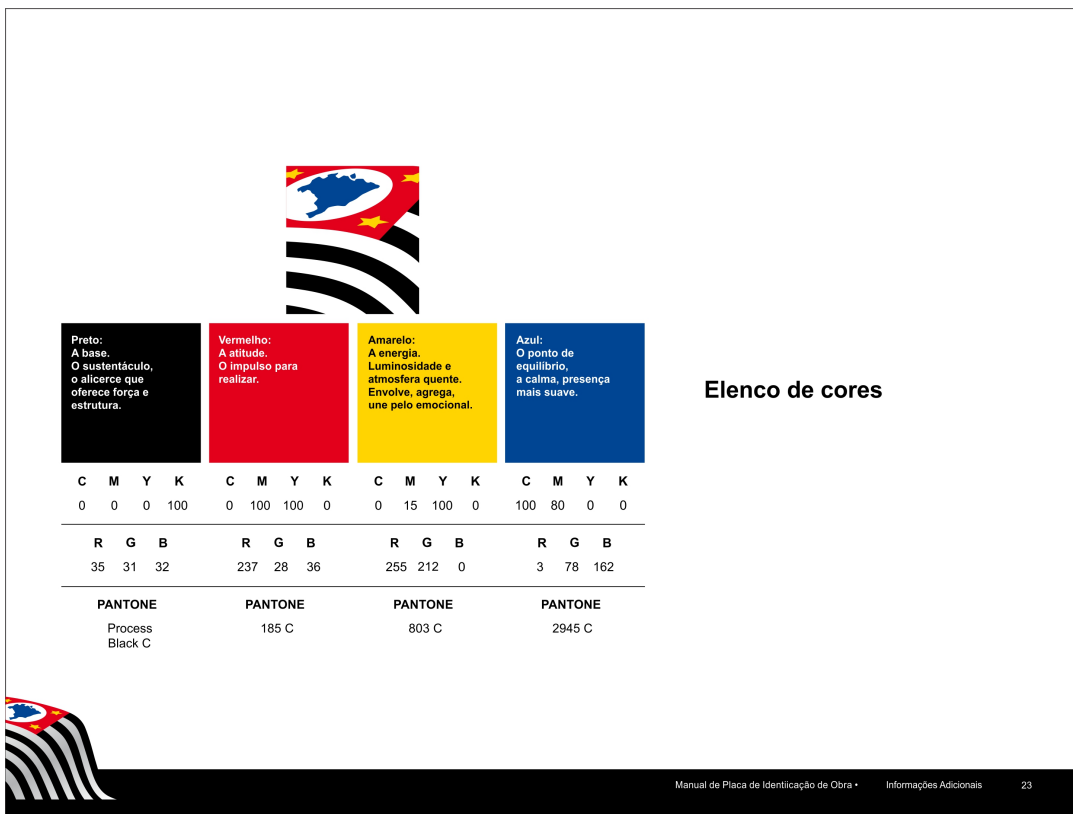 Preto:
A base.
O sustentáculo,
o alicerce que
oferece força e
estrutura.
Vermelho:
A atitude.
O impulso para
realizar.
Amarelo:
A energia.
Luminosidade e
atmosfera quente.
Envolve, agrega,
une pelo emocional.
Azul:
O ponto de
equilíbrio,
a calma, presença
mais suave.
Elenco de cores
C M Y K C M Y K C M Y K C M Y K
0 0 0 100 0 100 100 0 0 15 100 0 100 80 0 0
R G B R G B R G B R G B
35 31 32 237 28 36 255 212 0 3 78 162
PANTONE PANTONE PANTONE PANTONE
Process 185 C 803 C 2945 C
Black C
Manual de Placa de Identiicação de Obra • Informações Adicionais 23